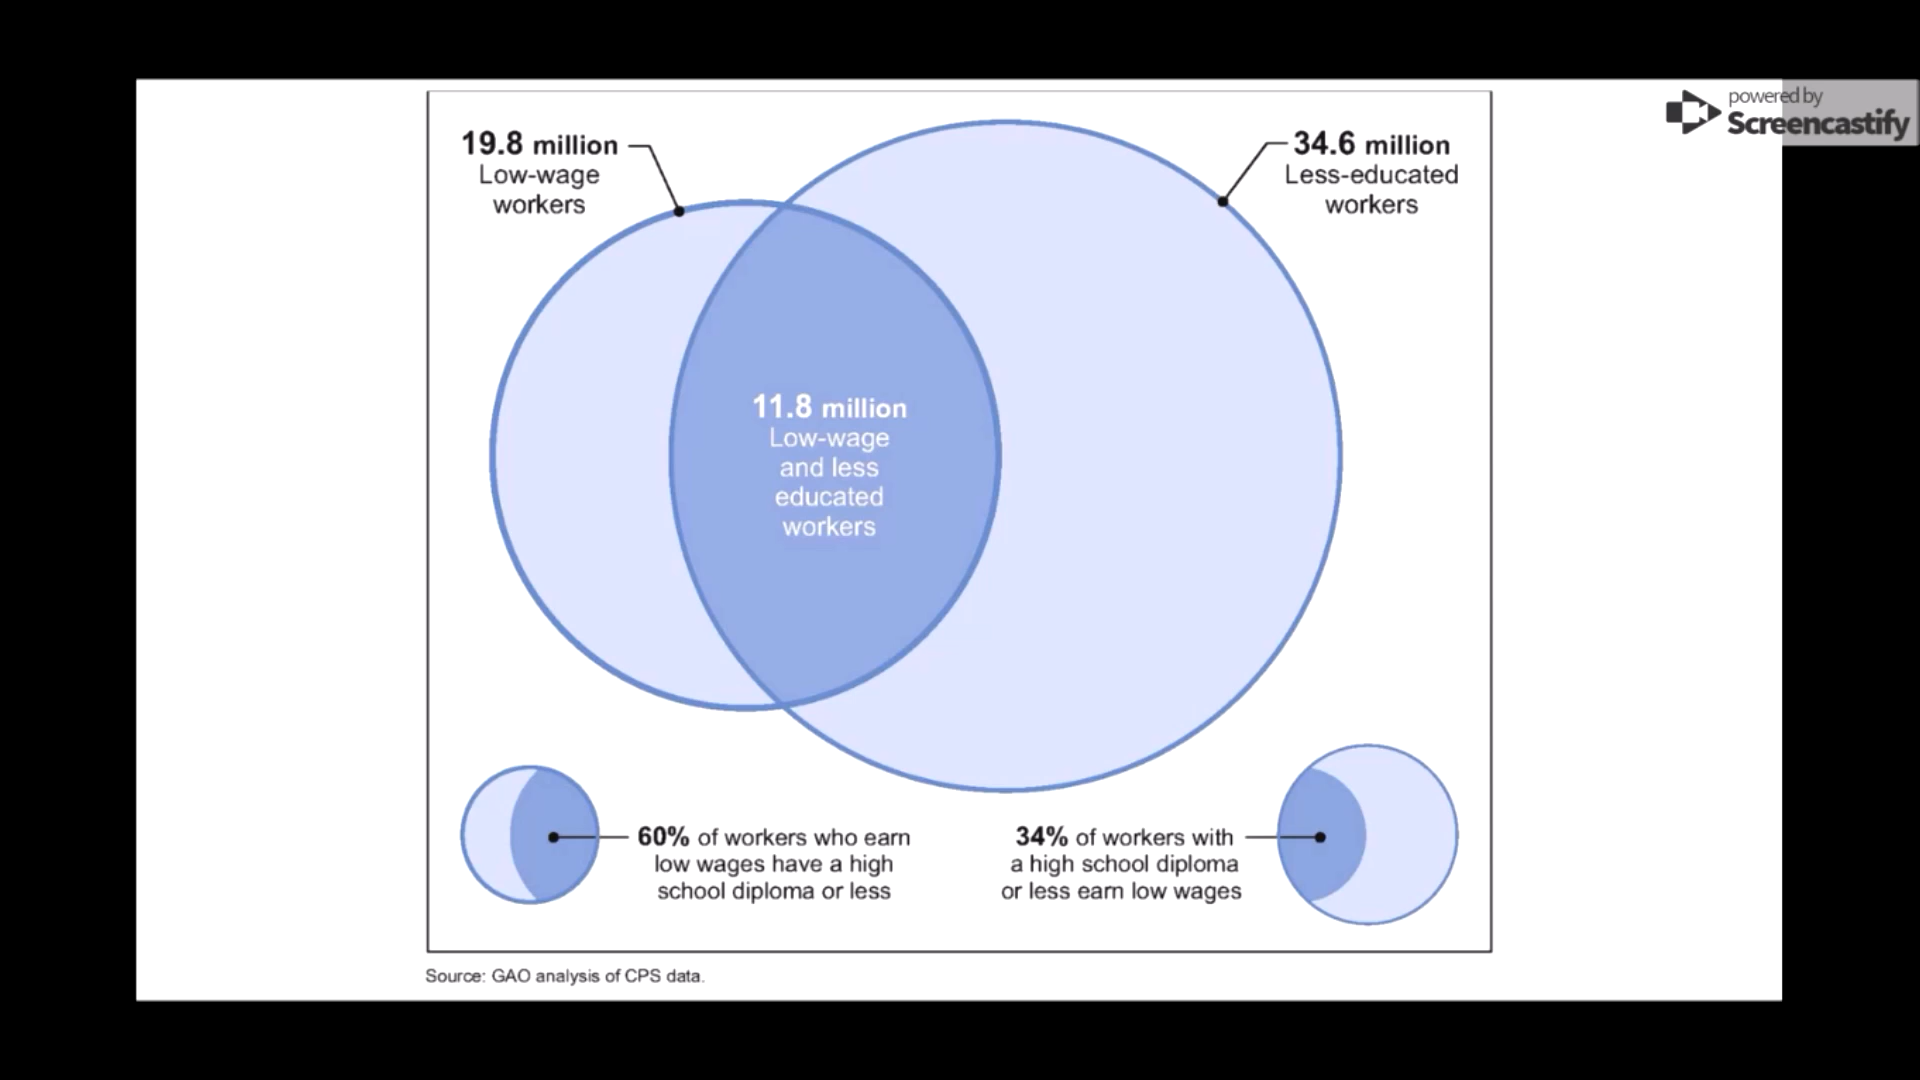 powered by
Screencastify
19.8 million
Low-wage
workers
34.6 million
Less-educated
workers
11.8 million
Low-wage
and less
educated
workers
60% of workers who earn
low wages have a high
school diploma or less
34% of workers with
a high school diploma
or less earn low wages
Source: GAO analysis of CPS data.